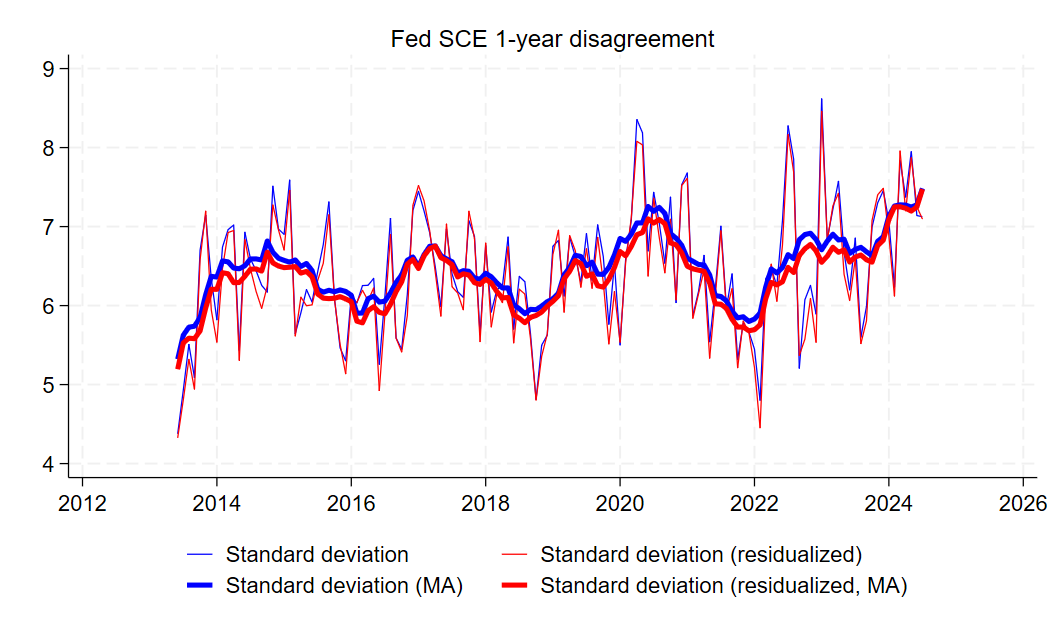 Fed SCE 1-year disagreement
9
8
7
6
5
4
2012 2014 2016 2018 2020 2022 2024 2026
Standard deviation Standard deviation (residualized)
Standard deviation (MA) Standard deviation (residualized, MA)